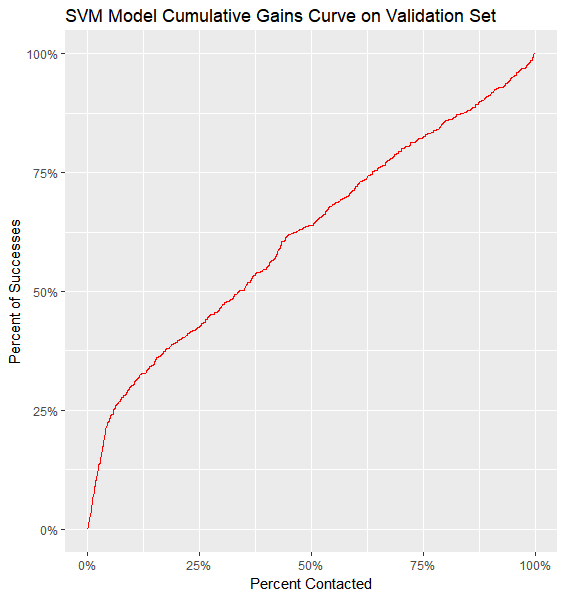 SVM Model Cumulative Gains Curve on Validation Set
100%
75%
50%
25%
0%
Percent of Successes
0% 25% 50% 75% 100%
Percent Contacted